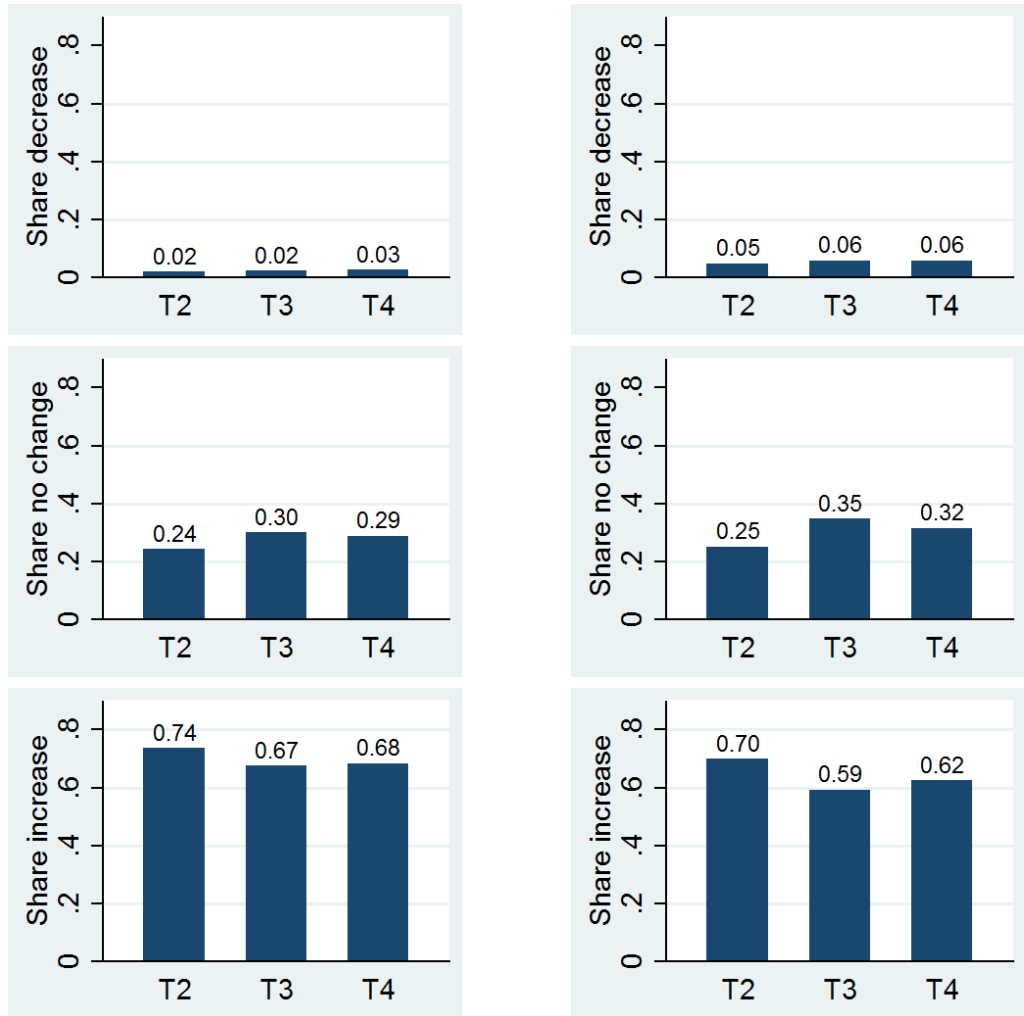 Share decrease
.8
.6
.4
.2
0
0.02 0.02 0.03
T2 T3 T4
Share decrease
.8
.6
.4
.2
0
0.05 0.06 0.06
T2 T3 T4
Share no change
.8
.6
.4
.2
0
0.24 0.30 0.29
T2 T3 T4
Share no change
.8
.6
.4
.2
0
0.25 0.35 0.32
T2 T3 T4
Share increase
.8
.6
.4
.2
0
0.74 0.67 0.68
T2 T3 T4
Share increase
.8
.6
.4
.2
0
0.70 0.59 0.62
T2 T3 T4